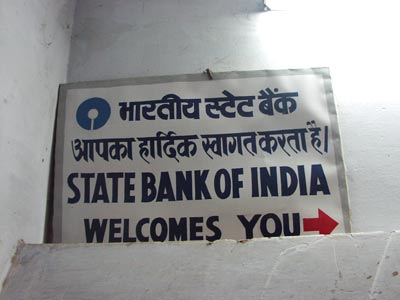 भारतीय स्टेट बैंक
आपका हार्दिक स्वागत करता है।
STATE BANK OF INDIA
WELCOMES YOU